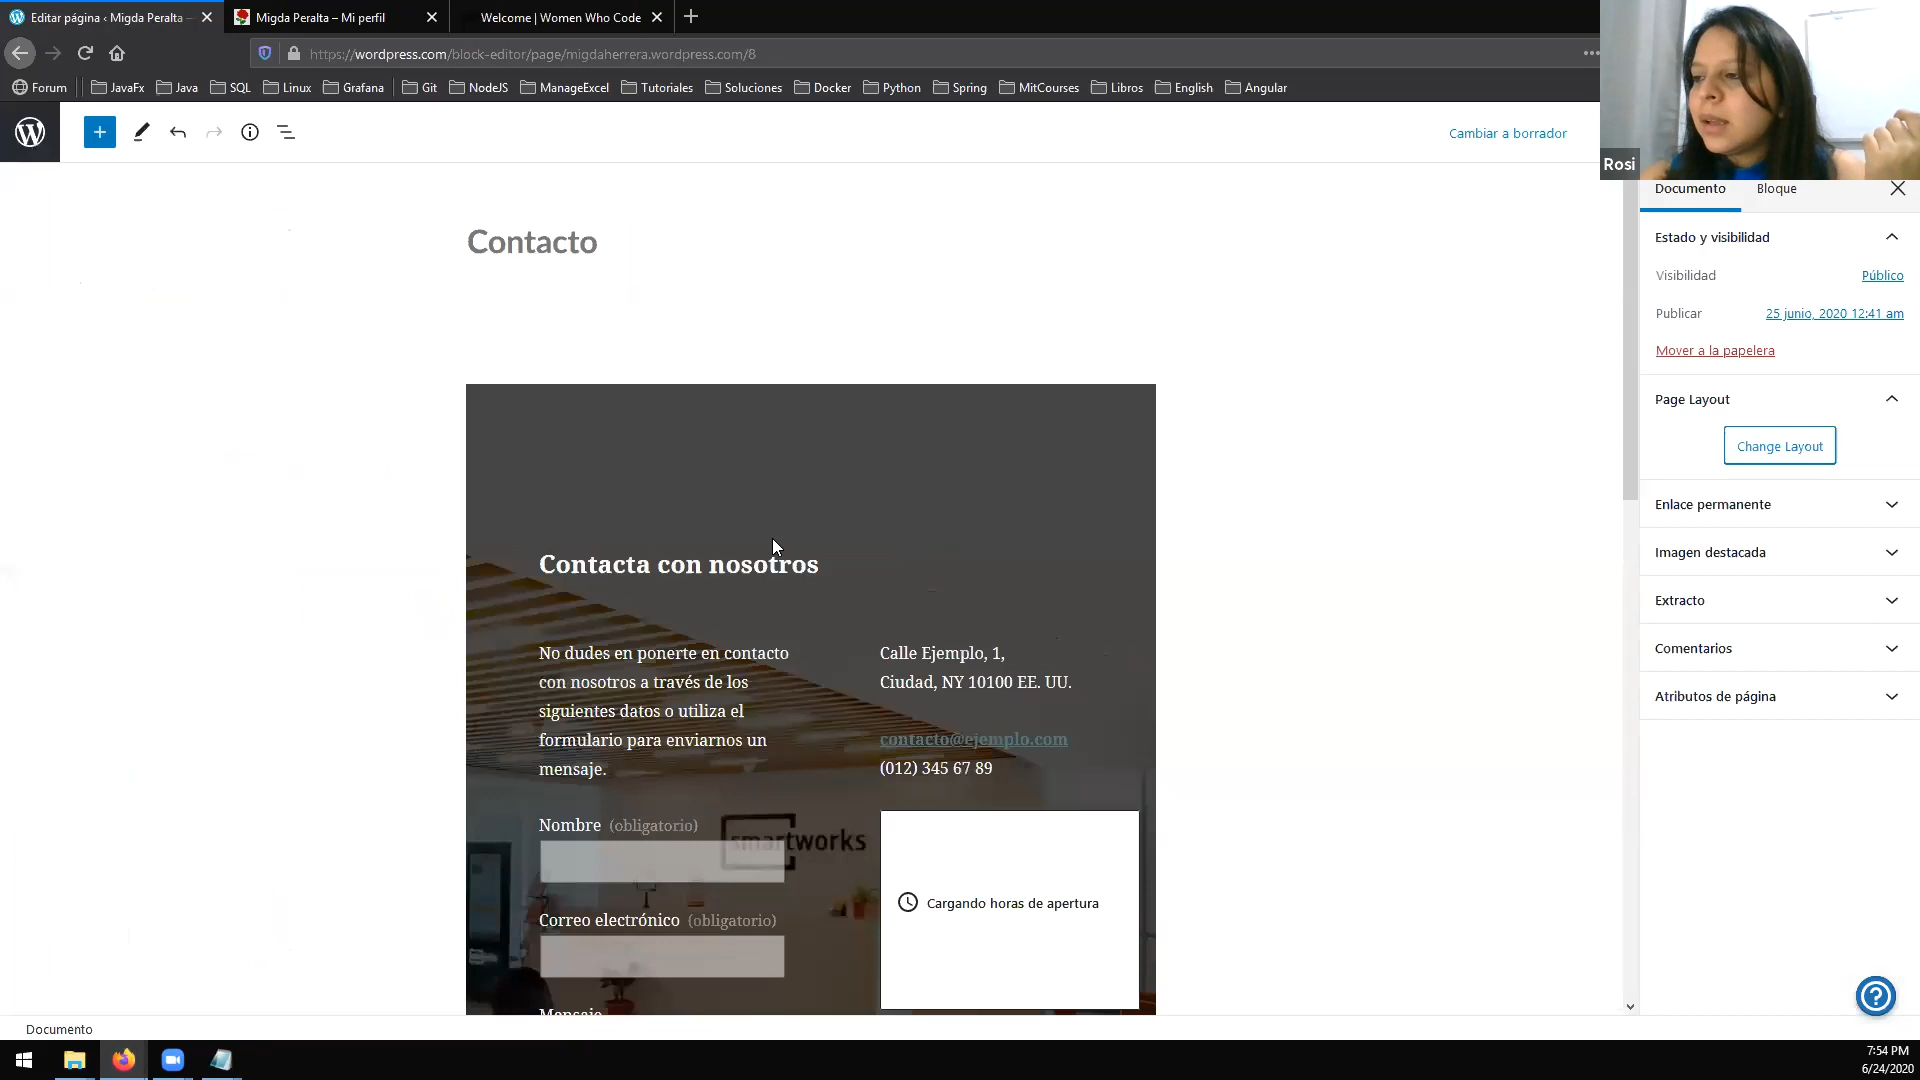 Editar página ‹ Migda Peralta —
Migda Peralta – Mi perfil
Welcome | Women Who Code
https://wordpress.com/block-editor/page/migdaherrera.wordpress.com/8
Forum
JavaFx
Java
SQL
Linux
Grafana
Git
NodeJS
ManageExcel
Tutoriales
Soluciones
Docker
Python
Spring
MitCourses
Libros
English
Angular
Cambiar a borrador
Rosi
Documento
Bloque
Contacto
Estado y visibilidad
Visibilidad
Público
Publicar
25 junio, 2020 12:41 am
Mover a la papelera
Page Layout
Change Layout
Enlace permanente
Imagen destacada
Extracto
Comentarios
Atributos de página
Contacta con nosotros
No dudes en ponerte en contacto
con nosotros a través de los
siguientes datos o utiliza el
formulario para enviarnos un
mensaje.
Calle Ejemplo, 1,
Ciudad, NY 10100 EE. UU.
contacto@ejemplo.com
(012) 345 67 89
Nombre (obligatorio)
smartworks
Cargando horas de apertura
Correo electrónico (obligatorio)
Mensaje
Documento
7:54 PM
6/24/2020